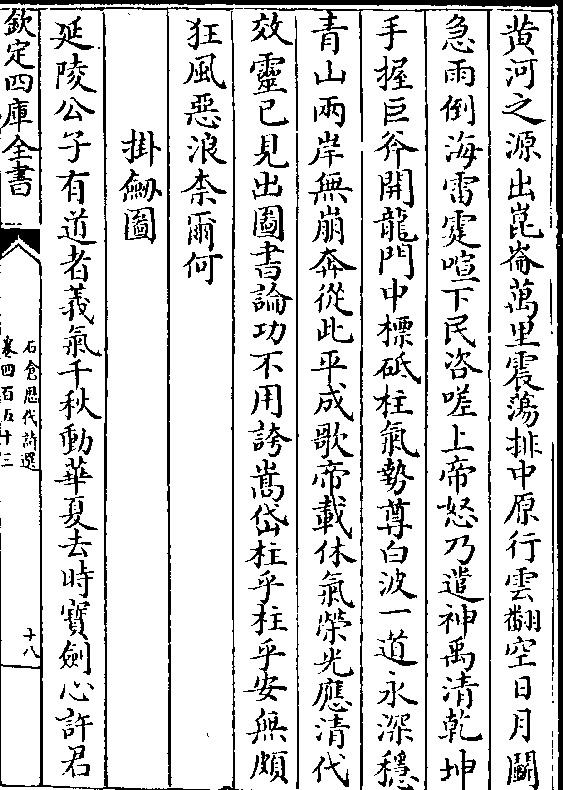 黄河之源出崑崙萬里震蕩排中原行雲翻空日月鬭
急雨倒海雷霆喧下民咨嗟上帝怒乃遣神禹清乾坤
手握巨斧開龍門中標砥柱氣勢尊白波一道永深穩
青山兩岸無崩奔從此平成歌帝載休氣榮光應清代
效靈已見出圖書論功不用誇嵩岱柱乎柱乎安無頗
狂風惡浪柰爾何
掛劒圖
延陵公子有道者義氣千秋動華夏去時寶劍心許君
欽定四庫全書
石倉歷代詩選
卷四百五十三
十八